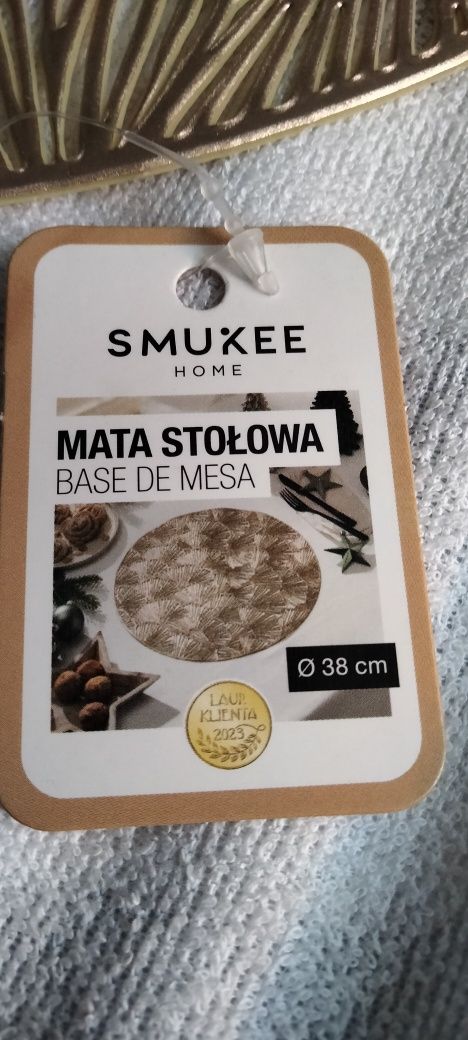 SMUKEE
HOME
MATA STOŁOWA
BASE DE MESA
Ø 38 cm
LAUR
KLIENTA
2023